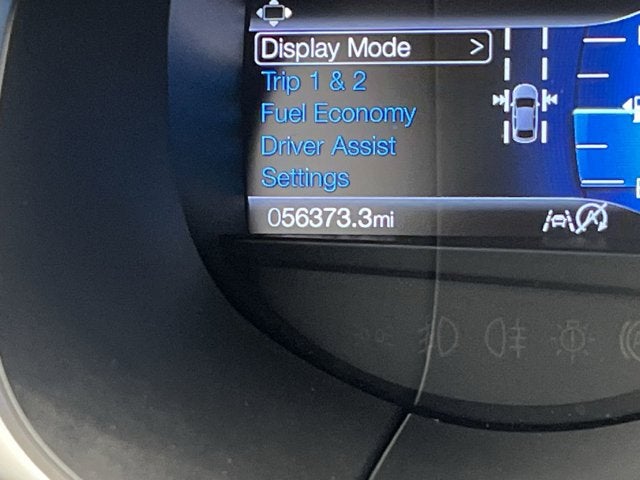 Display Mode >
Trip 1 & 2
Fuel Economy
Driver Assist
Settings
056373.3mi